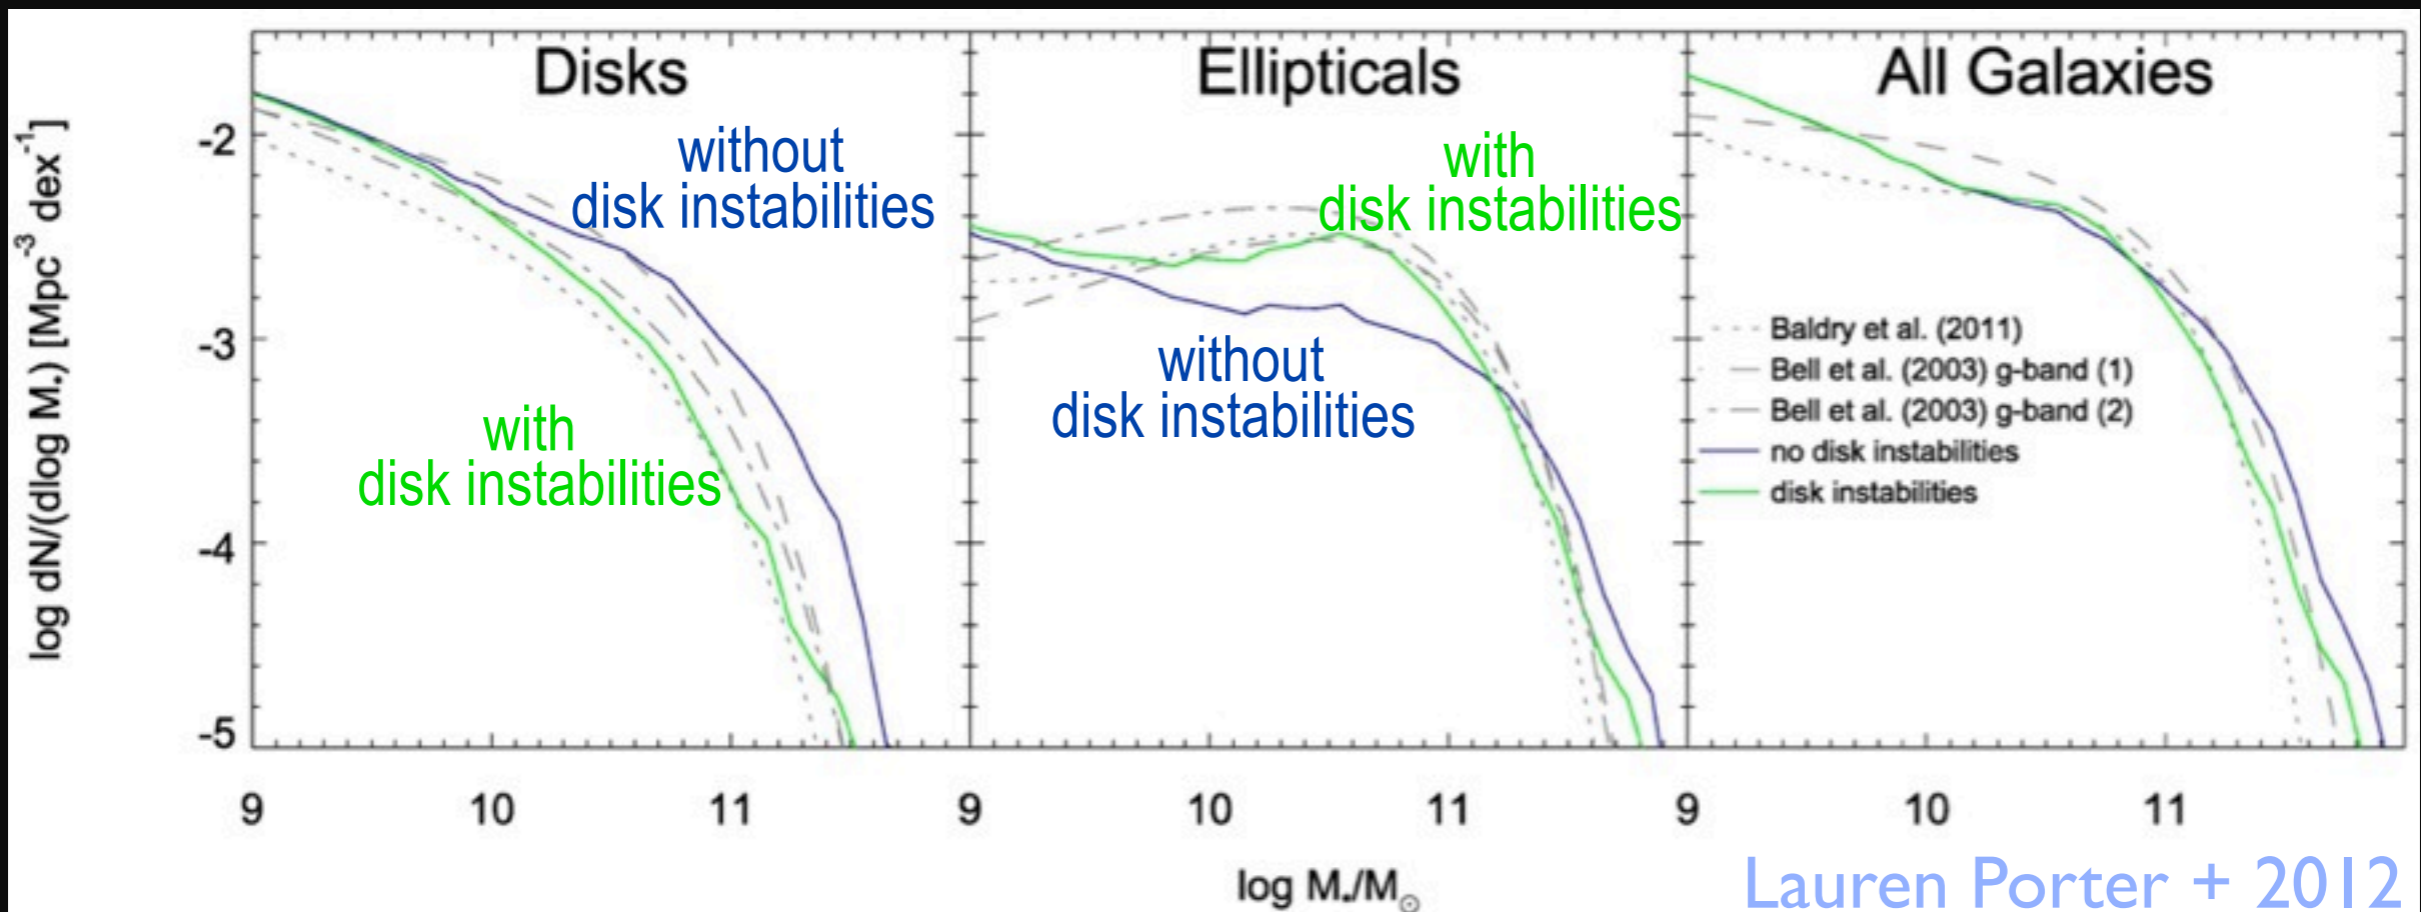 Disks
Ellipticals
All Galaxies
without
disk instabilities
with
disk instabilities
with
disk instabilities
without
disk instabilities
Baldry et al. (2011)
Bell et al. (2003) g-band (1)
Bell et al. (2003) g-band (2)
no disk instabilities
disk instabilities
log dN/(dlog M*) [Mpc⁻³ dex⁻¹]
-2
-3
-4
-5
9 10 11 9 10 11 9 10 11
log M*/M☉
Lauren Porter + 2012